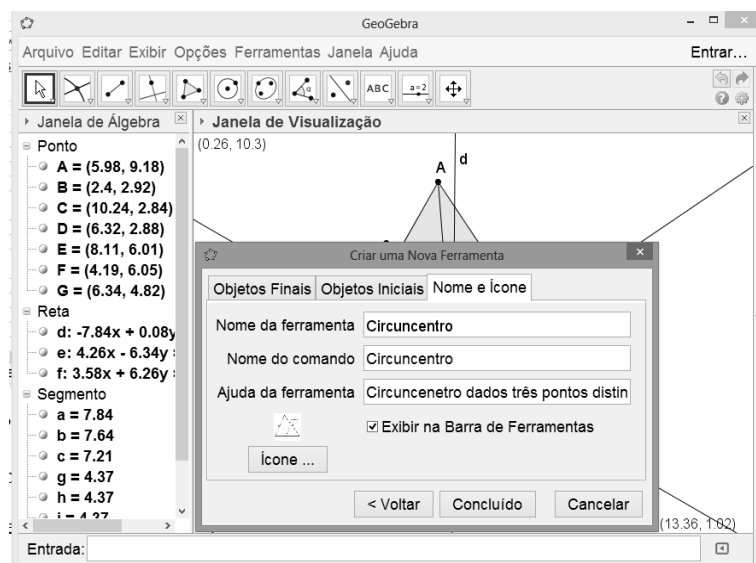 GeoGebra
Arquivo Editar Exibir Opções Ferramentas Janela Ajuda Entrar...
ABC a=2
Janela de Álgebra
Janela de Visualização
Ponto
A = (5.98, 9.18)
B = (2.4, 2.92)
C = (10.24, 2.84)
D = (6.32, 2.88)
E = (8.11, 6.01)
F = (4.19, 6.05)
G = (6.34, 4.82)
Reta
d: -7.84x + 0.08y
e: 4.26x - 6.34y
f: 3.58x + 6.26y
Segmento
a = 7.84
b = 7.64
c = 7.21
g = 4.37
h = 4.37
i = 4.37
(0.26, 10.3)
A d
Criar uma Nova Ferramenta
Objetos Finais Objetos Iniciais Nome e Ícone
Nome da ferramenta Circuncentro
Nome do comando Circuncentro
Ajuda da ferramenta Circuncenetro dados três pontos distin
Exibir na Barra de Ferramentas
Ícone ...
< Voltar Concluído Cancelar
(13.36, 1.02)
Entrada: